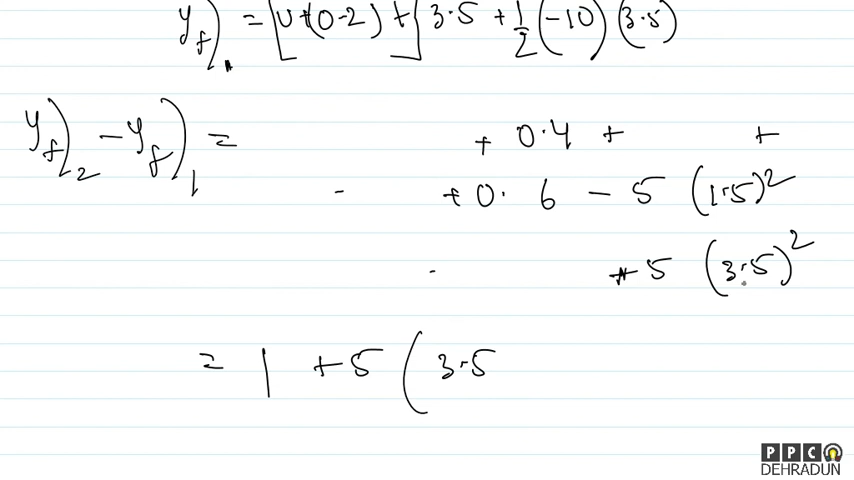 y_f)_1 = [u+(0.2)t] 3.5 + 1/2 (-10) (3.5)
y_f)_2 - y_f)_1 = + 0.4 + +
- +0.6 - 5 (1.5)^2
- +5 (3.5)^2
= 1 +5 (3.5
PPC
DEHRADUN